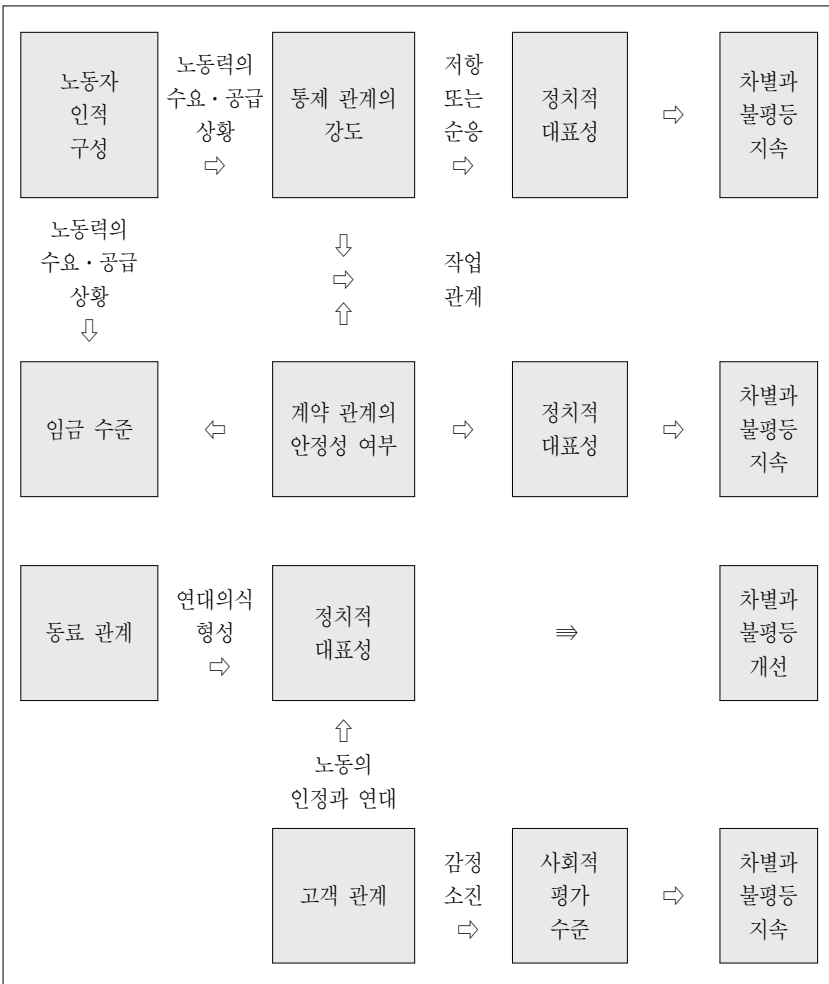 노동자
인적
구성
노동력의
수요・공급
상황
⇨
통제 관계의
강도
저항
또는
순응
⇨
정치적
대표성
⇨
차별과
불평등
지속
노동력의
수요・공급
상황
⇩
⇩
⇨
⇧
작업
관계
임금 수준
⇦
계약 관계의
안정성 여부
⇨
정치적
대표성
⇨
차별과
불평등
지속
동료 관계
연대의식
형성
⇨
정치적
대표성
⇛
차별과
불평등
개선
⇧
노동의
인정과 연대
고객 관계
감정
소진
⇨
사회적
평가
수준
⇨
차별과
불평등
지속